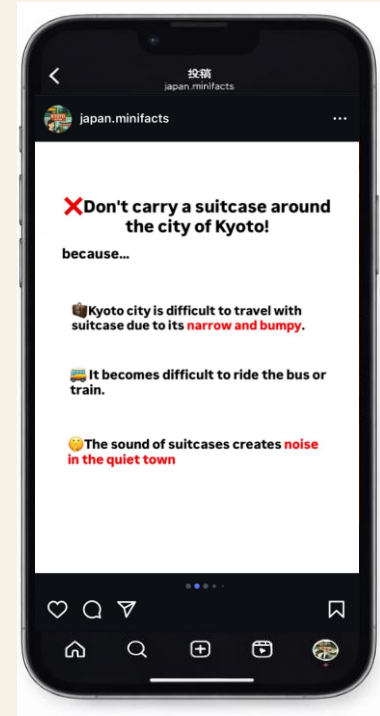 投稿
japan.minifacts
japan.minifacts
❌Don't carry a suitcase around
the city of Kyoto!
because...
🧳Kyoto city is difficult to travel with
suitcase due to its narrow and bumpy.
🚌 It becomes difficult to ride the bus or
train.
🤫The sound of suitcases creates noise
in the quiet town